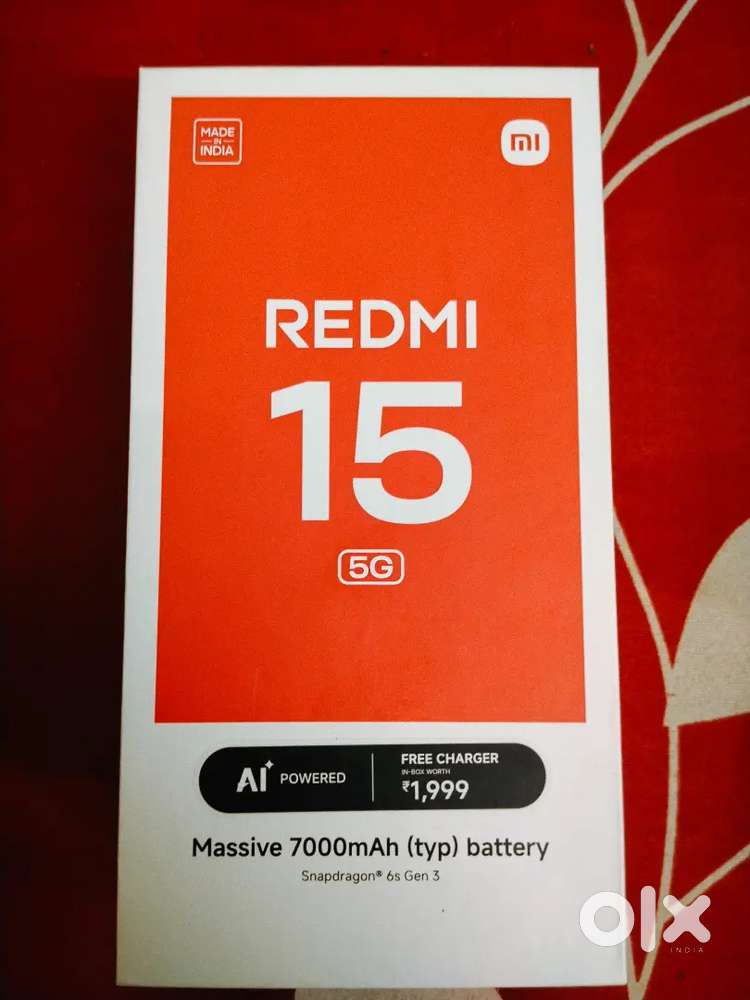 MADE
IN
INDIA
mi
REDMI
15
5G
AI POWERED
FREE CHARGER
IN-BOX WORTH
₹1,999
Massive 7000mAh (typ) battery
Snapdragon® 6s Gen 3
olx
INDIA